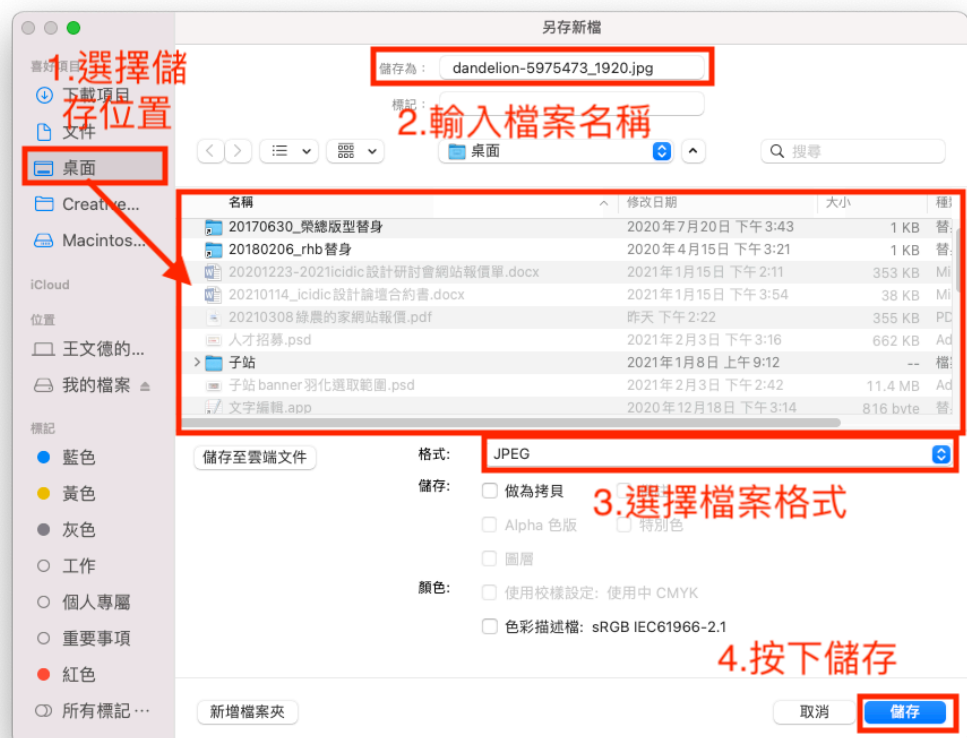 另存新檔
喜好項目
1.選擇儲
存位置
下載項目
文件
桌面
Creative...
Macintos...
iCloud
位置
王文德的...
我的檔案
標記
藍色
黃色
灰色
工作
個人專屬
重要事項
紅色
所有標記...
儲存為： dandelion-5975473_1920.jpg
標記：
2.輸入檔案名稱
桌面
搜尋
名稱 修改日期 大小
20170630_榮總版型替身 2020年7月20日 下午3:43 1 KB 替...
20180206_rhb替身 2020年4月15日 下午3:21 1 KB 替...
20201223-2021icidic設計研討會網站報價單.docx 2021年1月15日 下午2:11 353 KB Mi
20210114_icidic設計論壇合約書.docx 2021年1月15日 下午3:54 38 KB Mi
20210308綠農的家網站報價.pdf 昨天 下午2:22 355 KB PD
人才招募.psd 2021年2月3日 下午3:16 662 KB Ad
子站 2021年1月8日 上午9:12 -- 檔
子站banner羽化選取範圍.psd 2021年2月3日 下午2:42 11.4 MB Ad
文字編輯.app 2020年12月18日 下午3:14 816 byte 替
儲存至雲端文件
格式: JPEG
儲存: 做為拷貝
3.選擇檔案格式
Alpha 色版 特別色
圖層
顏色: 使用校樣設定: 使用中 CMYK
色彩描述檔: sRGB IEC61966-2.1
4.按下儲存
新增檔案夾
取消
儲存